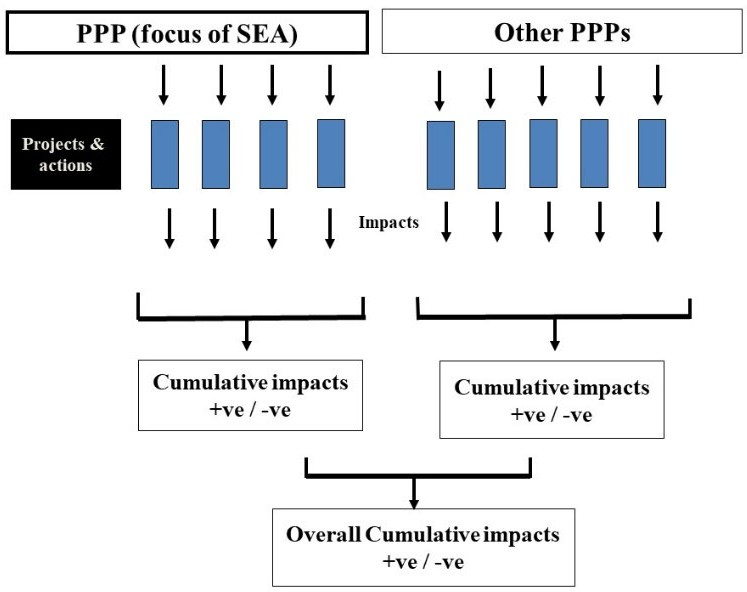 PPP (focus of SEA)
Other PPPs
Projects &
actions
Impacts
Cumulative impacts
+ve / -ve
Cumulative impacts
+ve / -ve
Overall Cumulative impacts
+ve / -ve